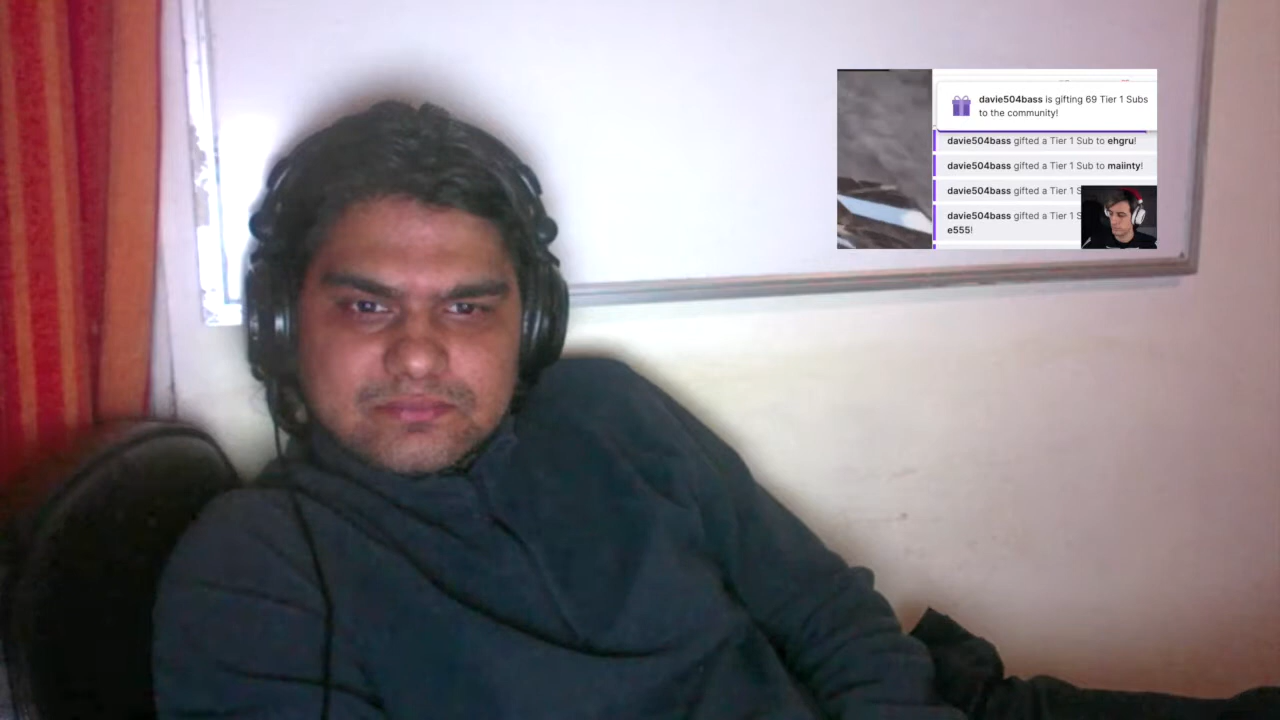 davie504bass is gifting 69 Tier 1 Subs
to the community!
davie504bass gifted a Tier 1 Sub to ehgru!
davie504bass gifted a Tier 1 Sub to maiinty!
davie504bass gifted a Tier 1 S
davie504bass gifted a Tier 1 S
e555!